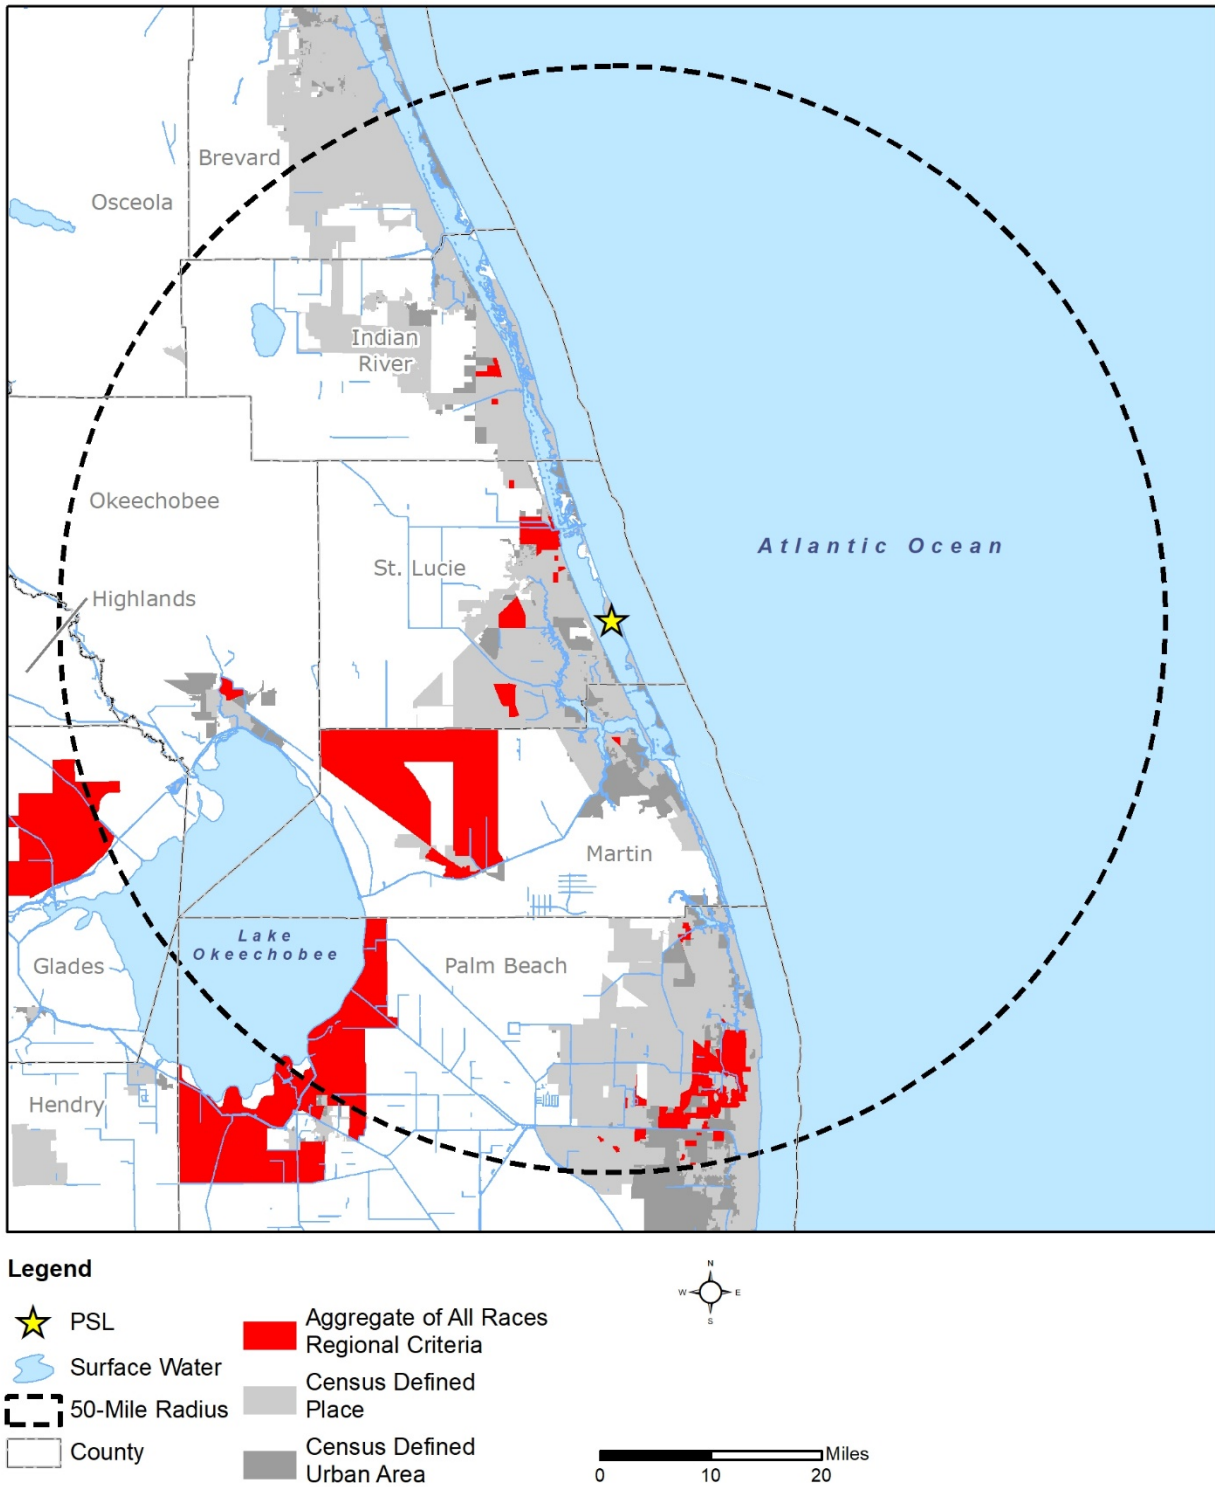 Brevard
Osceola
Indian
River
Okeechobee
Atlantic Ocean
St. Lucie
Highlands
Martin
Lake
Okeechobee
Glades
Palm Beach
Hendry
Legend
PSL
Surface Water
50-Mile Radius
County
Aggregate of All Races
Regional Criteria
Census Defined
Place
Census Defined
Urban Area
N
W E
S
Miles
0 10 20